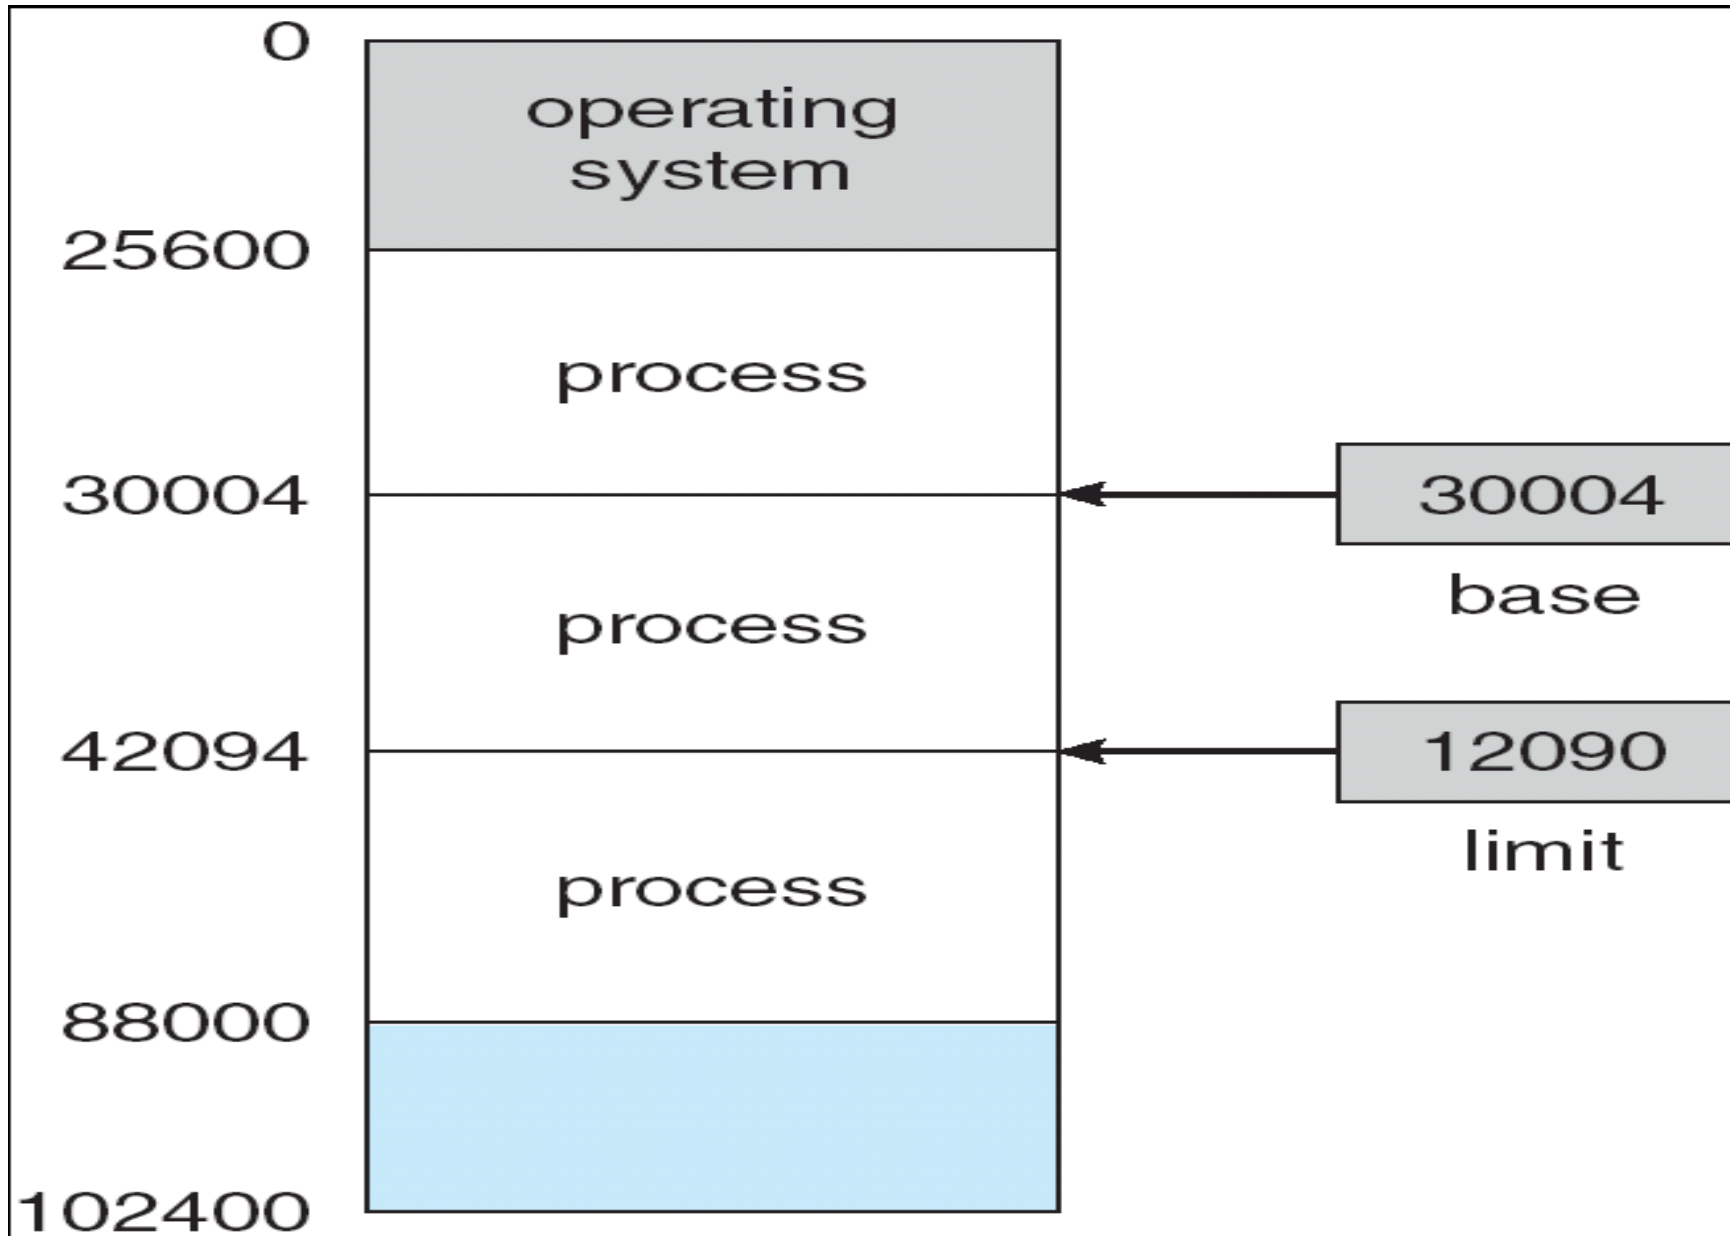 0
operating
system
25600
process
30004
30004
base
process
42094
12090
limit
process
88000
102400